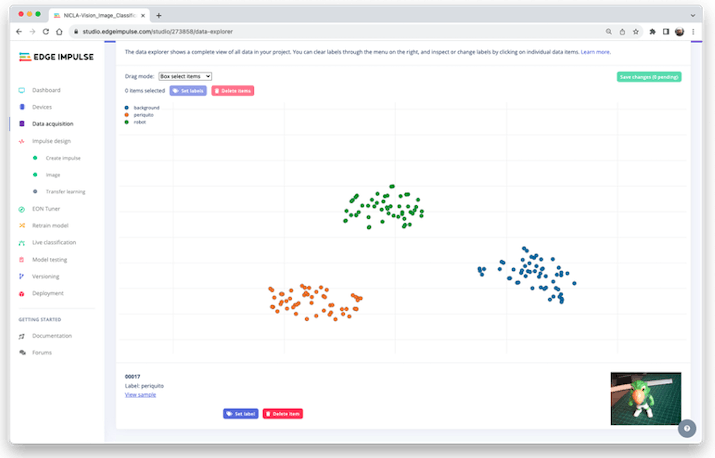 NICLA-Vision_Image_Classific
studio.edgeimpulse.com/studio/273858/data-explorer
EDGE IMPULSE
The data explorer shows a complete view of all data in your project. You can clear labels through the menu on the right, and inspect or change labels by clicking on individual data items. Learn more.
Drag mode: Box select items
Save changes (0 pending)
0 items selected Set labels Delete items
background
periquito
robot
Dashboard
Devices
Data acquisition
Impulse design
Create impulse
Image
Transfer learning
EON Tuner
Retrain model
Live classification
Model testing
Versioning
Deployment
GETTING STARTED
Documentation
Forums
00017
Label: periquito
View sample
Set label Delete item
?